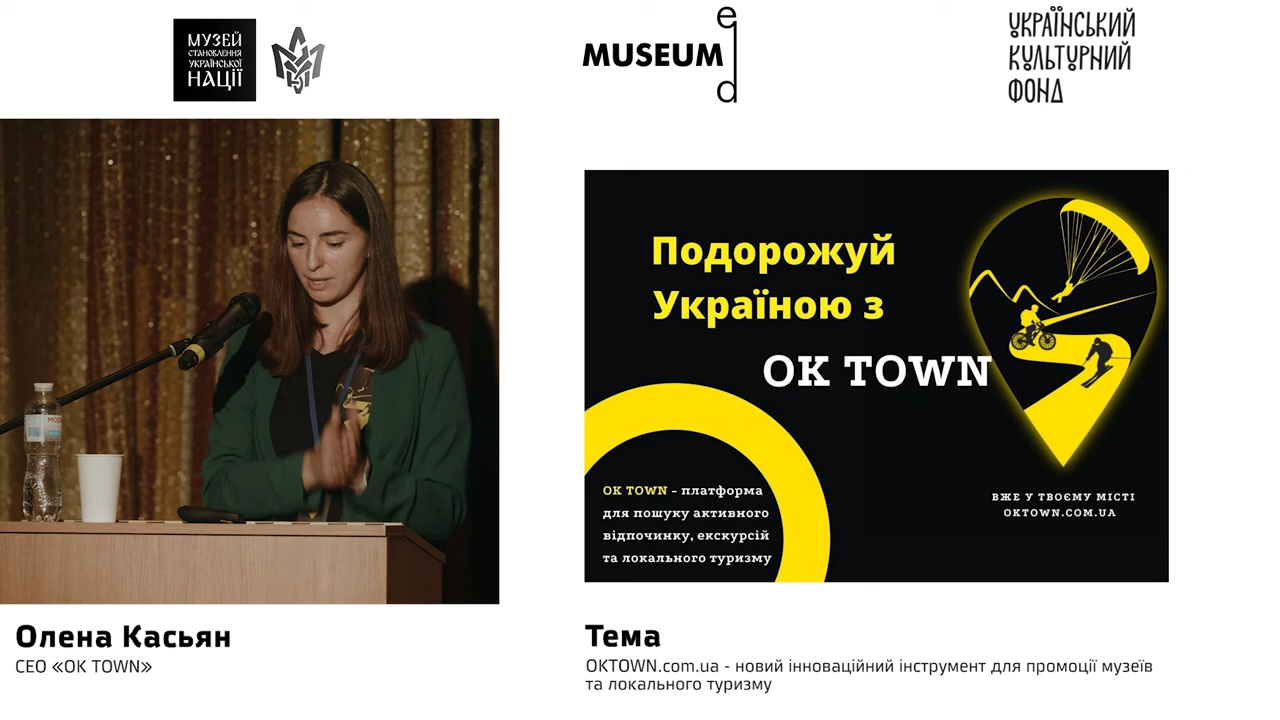 МУЗЕЙ
СТАНОВЛЕННЯ
УКРАЇНСЬКОЇ
НАЦІЇ
MUSEUM
ed
УКРАЇНСЬКИЙ
КУЛЬТУРНИЙ
ФОНД
Подорожуй
Україною з
OK TOWN
OK TOWN - платформа
для пошуку активного
відпочинку, екскурсій
та локального туризму
ВЖЕ У ТВОЄМУ МІСТІ
OKTOWN.COM.UA
Олена Касьян
CEO «OK TOWN»
Тема
OKTOWN.com.ua - новий інноваційний інструмент для промоції музеїв
та локального туризму